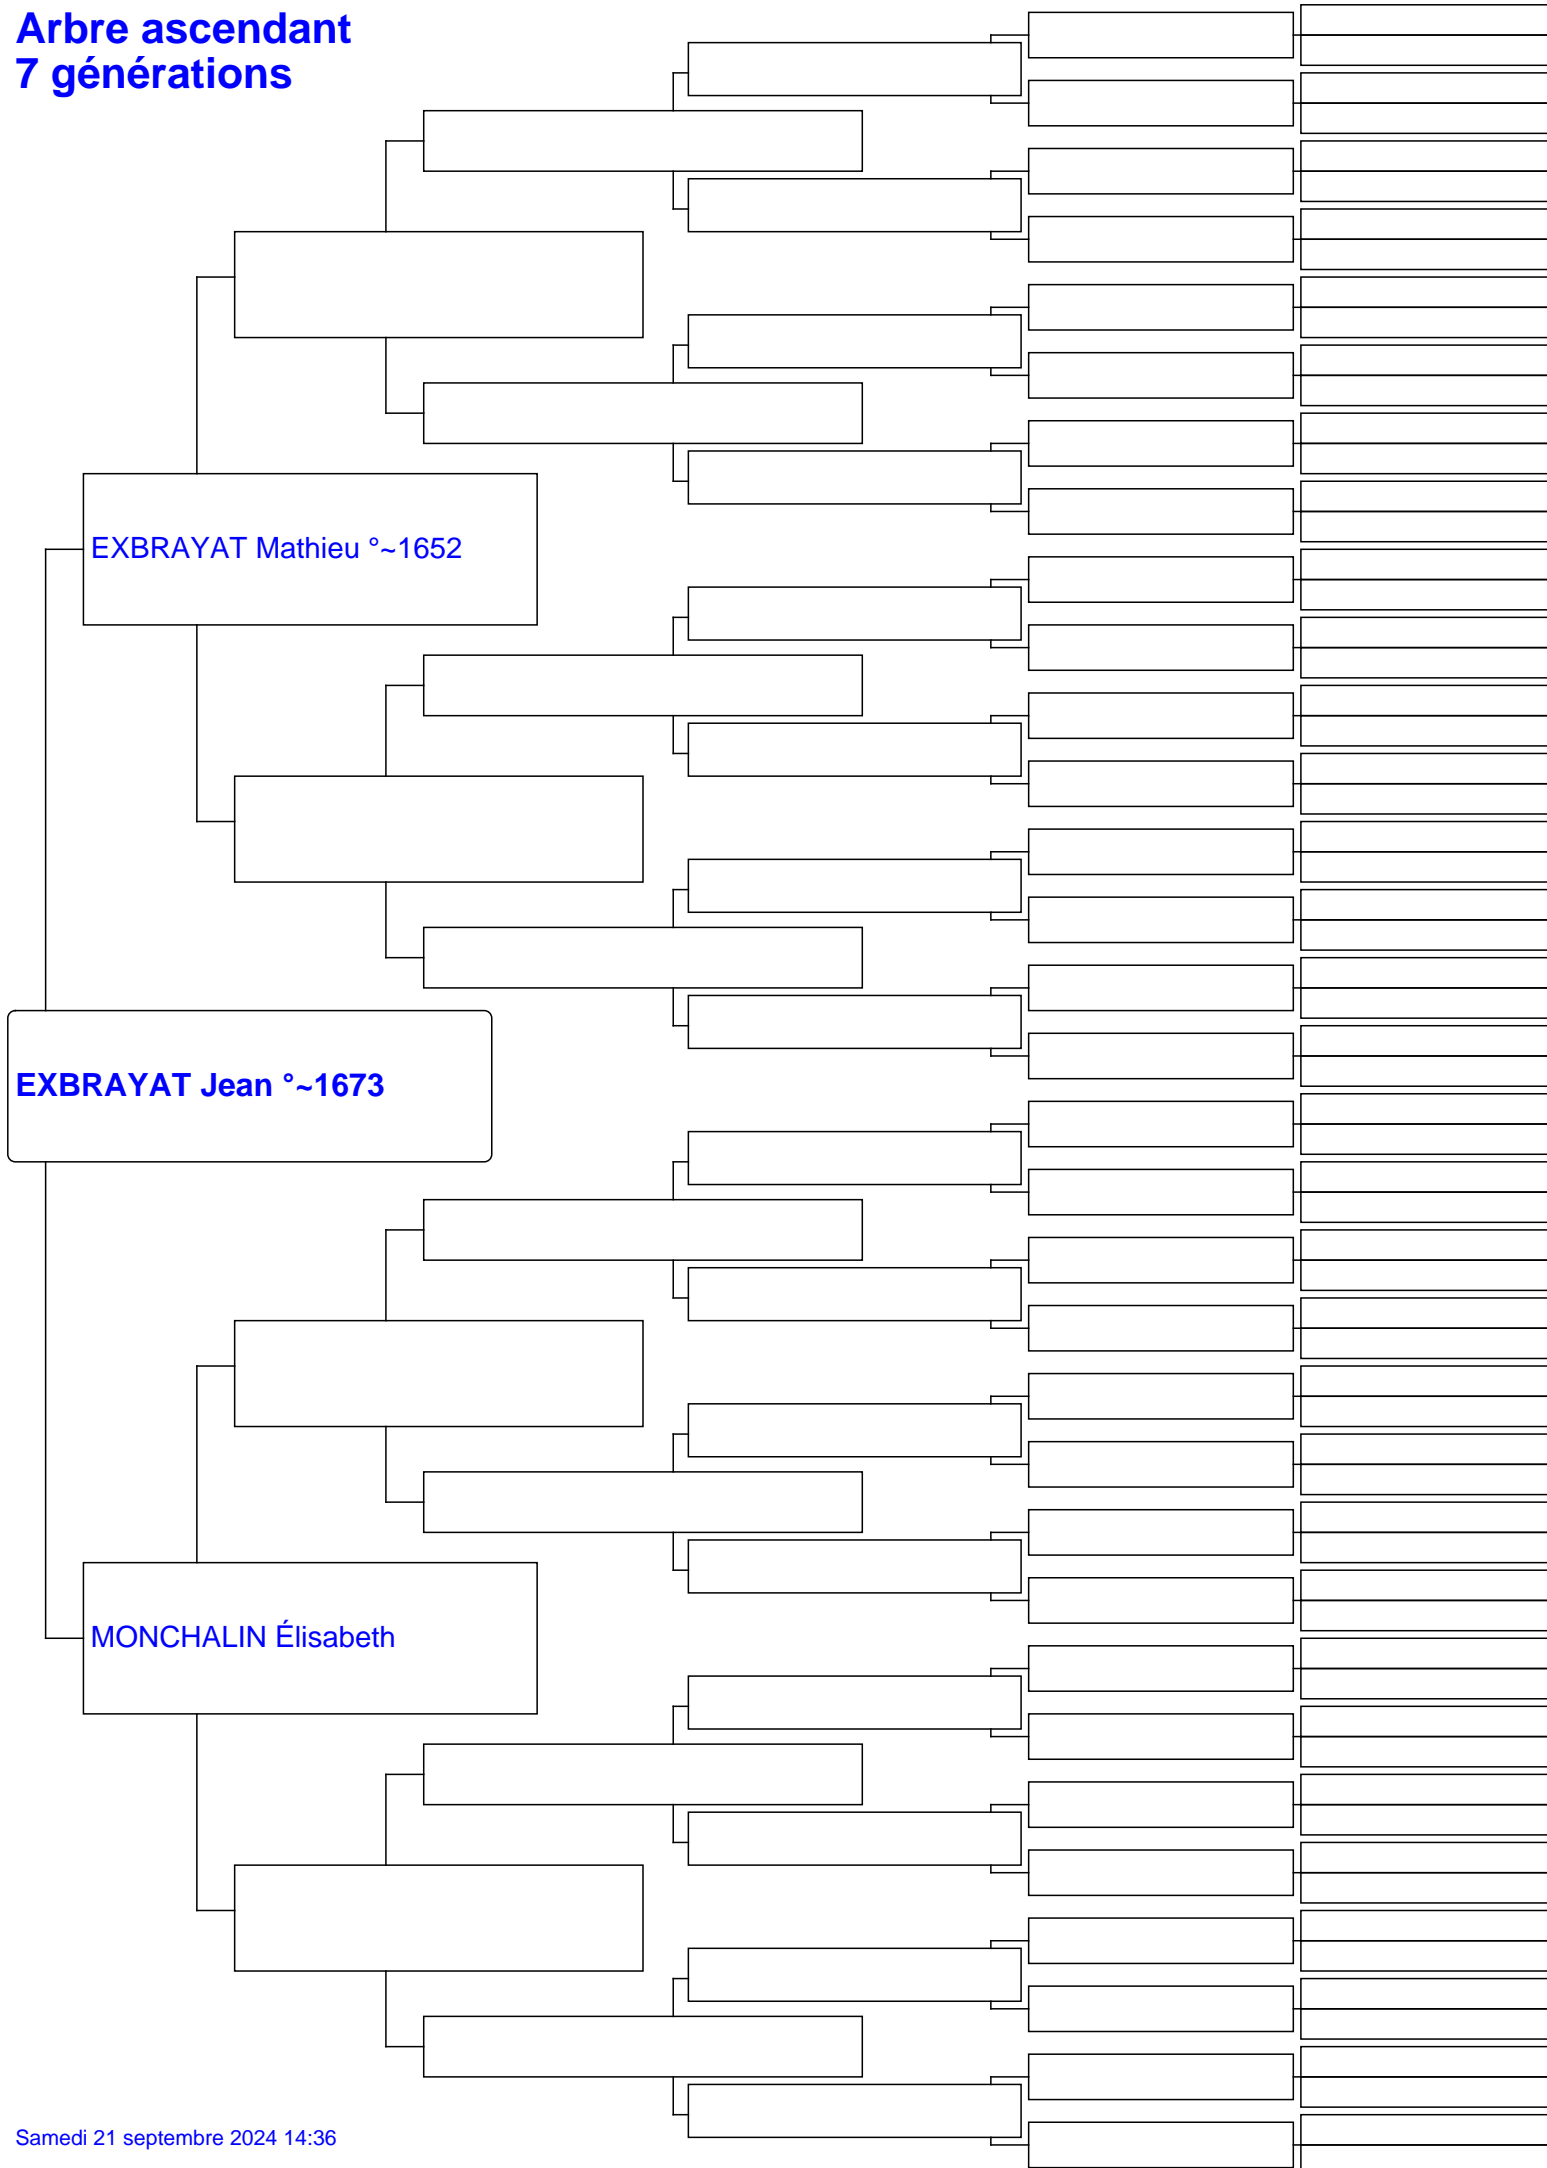 Arbre ascendant
7 générations
EXBRAYAT Mathieu °~1652
EXBRAYAT Jean °~1673
MONCHALIN Élisabeth
Samedi 21 septembre 2024 14:36